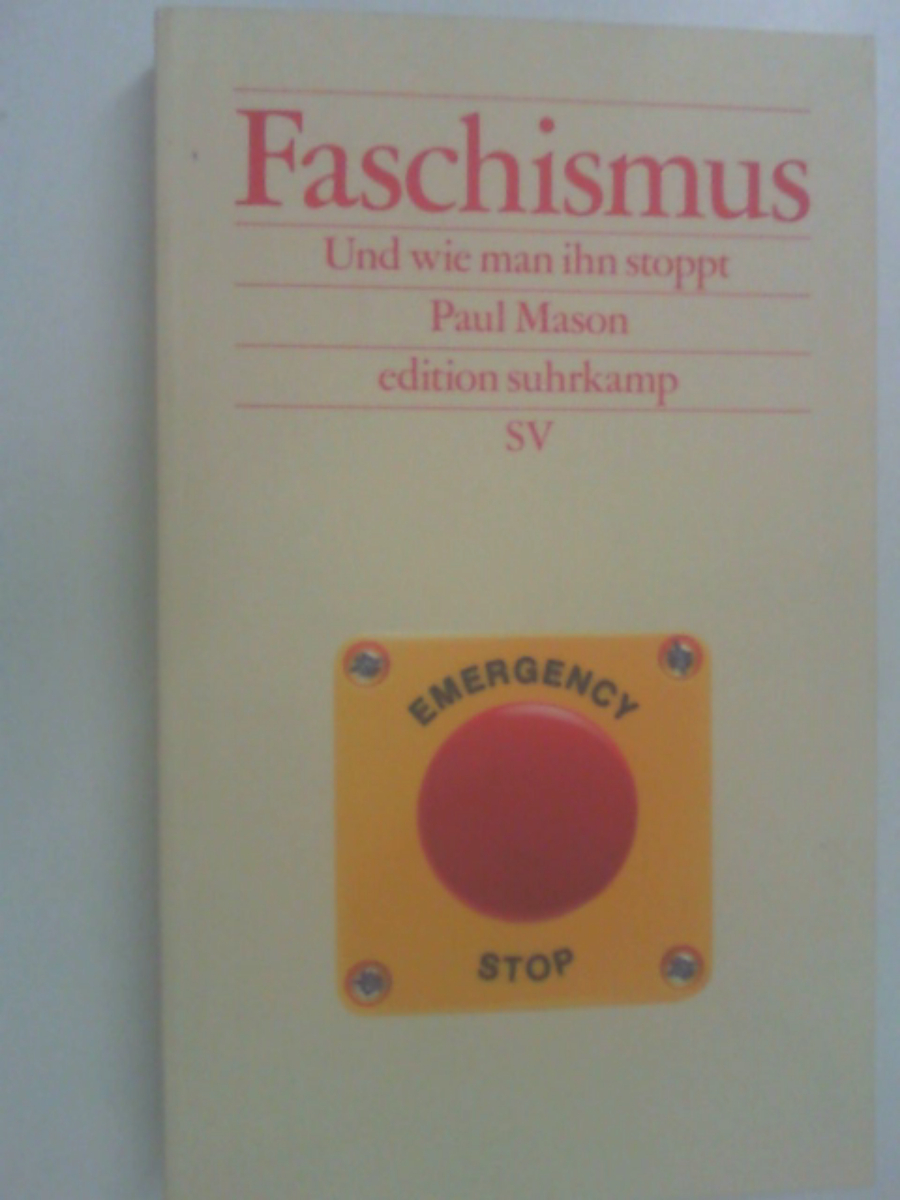 Faschismus
Und wie man ihn stoppt
Paul Mason
edition suhrkamp
SV
EMERGENCY
STOP